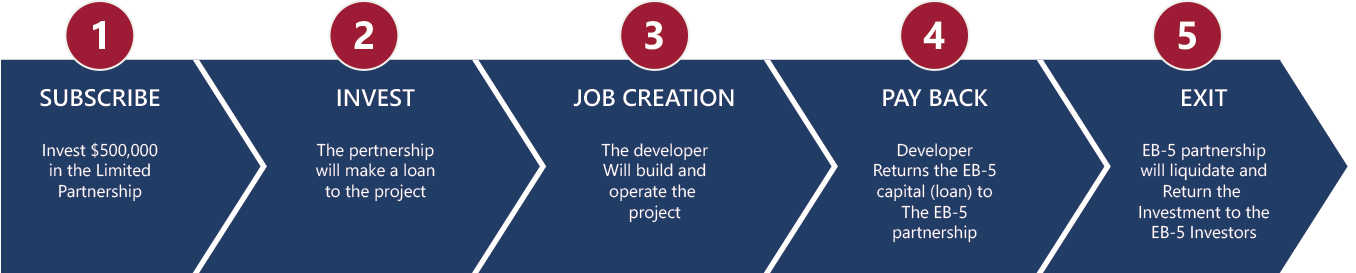 1
SUBSCRIBE
Invest $500,000
in the Limited
Partnership
2
INVEST
The pertnership
will make a loan
to the project
3
JOB CREATION
The developer
Will build and
operate the
project
4
PAY BACK
Developer
Returns the EB-5
capital (loan) to
The EB-5
partnership
5
EXIT
EB-5 partnership
will liquidate and
Return the
Investment to the
EB-5 Investors